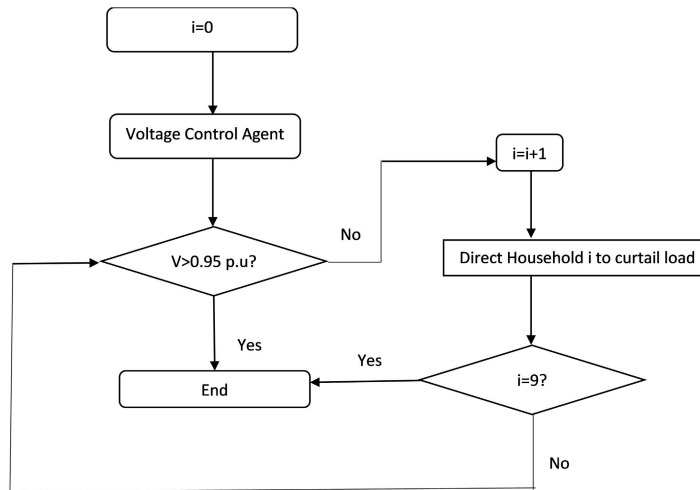 i=0
Voltage Control Agent
i=i+1
No
V>0.95 p.u?
Direct Household i to curtail load
Yes
Yes
End
i=9?
No